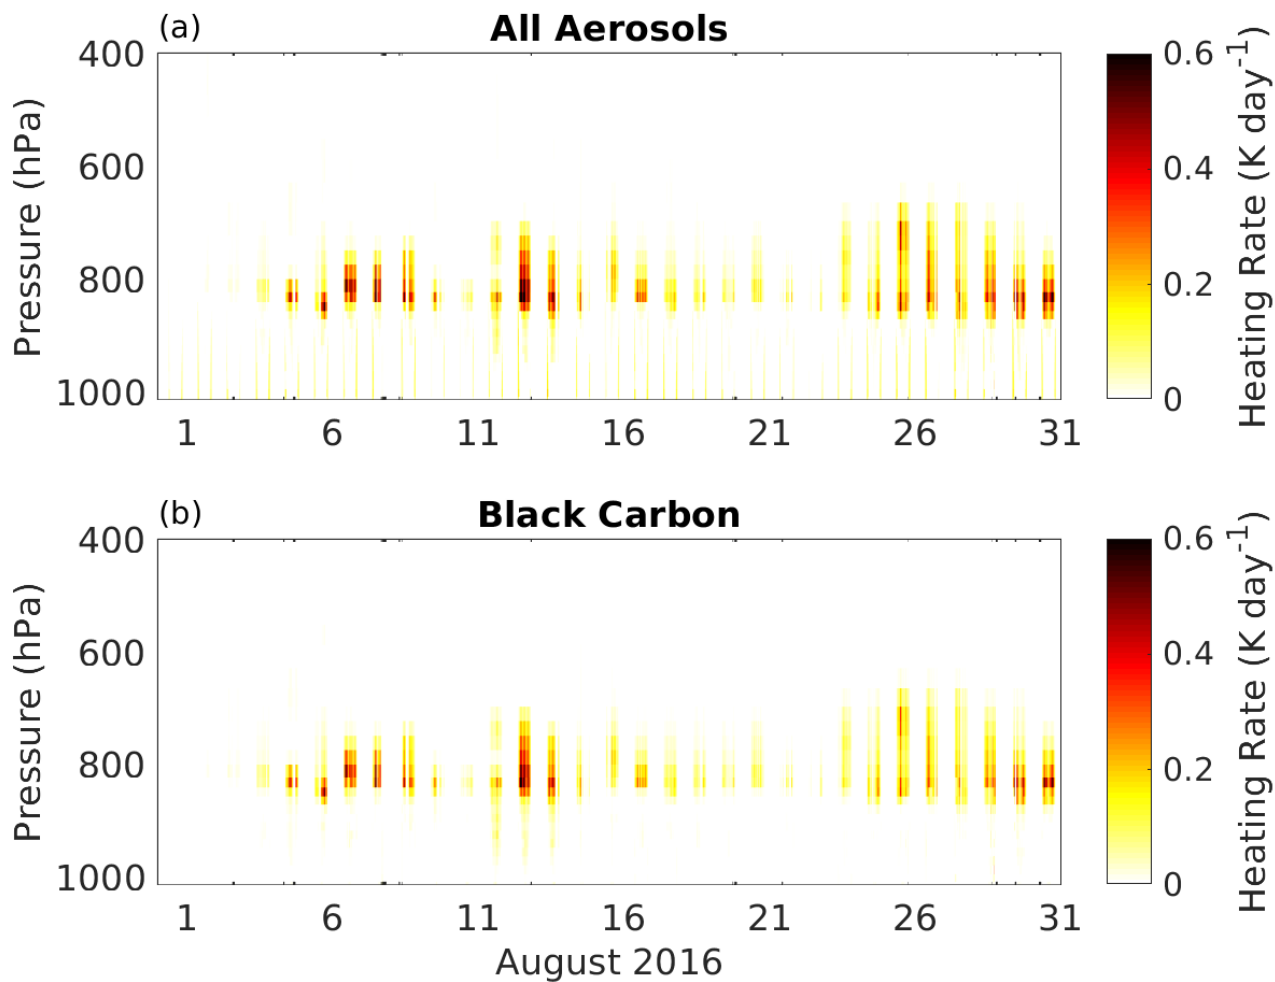 (a)
All Aerosols
400
600
800
1000
Pressure (hPa)
1 6 11 16 21 26 31
0.6
0.4
0.2
0
Heating Rate (K day⁻¹)
(b)
Black Carbon
400
600
800
1000
Pressure (hPa)
1 6 11 16 21 26 31
August 2016
0.6
0.4
0.2
0
Heating Rate (K day⁻¹)